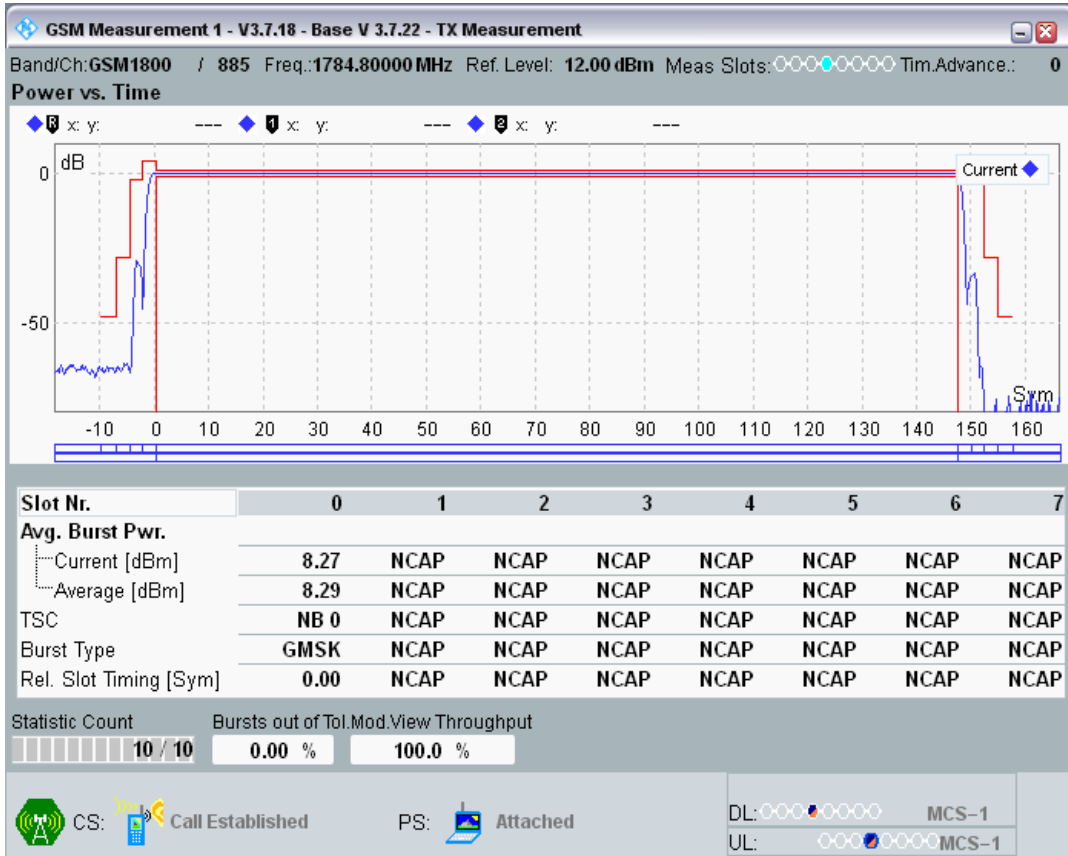 GSM Measurement 1 - V3.7.18 - Base V 3.7.22 - TX Measurement
Band/Ch:GSM1800 / 885 Freq.:1784.80000 MHz Ref. Level: 12.00 dBm Meas Slots: Tim.Advance.: 0
Power vs. Time
R x: y: --- 1 x: y: --- 2 x: y: ---
dB
Current
0
-50
Sym
-10 0 10 20 30 40 50 60 70 80 90 100 110 120 130 140 150 160
Slot Nr. 0 1 2 3 4 5 6 7
Avg. Burst Pwr.
Current [dBm] 8.27 NCAP NCAP NCAP NCAP NCAP NCAP NCAP
Average [dBm] 8.29 NCAP NCAP NCAP NCAP NCAP NCAP NCAP
TSC NB 0 NCAP NCAP NCAP NCAP NCAP NCAP NCAP
Burst Type GMSK NCAP NCAP NCAP NCAP NCAP NCAP NCAP
Rel. Slot Timing [Sym] 0.00 NCAP NCAP NCAP NCAP NCAP NCAP NCAP
Statistic Count Bursts out of Tol.Mod.View Throughput
10 / 10 0.00 % 100.0 %
CS: Call Established PS: Attached
DL: MCS-1
UL: MCS-1